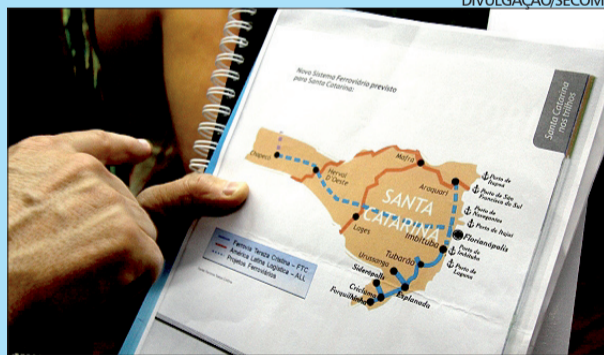 DIVULGAÇÃO/SECOM
Novo Sistema Ferroviário previsto
para Santa Catarina:
Santa Catarina
nos trilhos
Chapecó
Herval
D'Oeste
Mafra
Araquari
Porto de
Itapoá
Porto de São
Francisco do Sul
Porto de
Navegantes
Porto de Itajaí
SANTA
CATARINA
Lages
Florianópolis
Imbituba
Porto de
Imbituba
Tubarão
Porto de
Laguna
Urussanga
Siderópolis
Criciúma
Esplanada
Forquilhinha
Ferrovia Tereza Cristina - FTC
América Latina Logística - ALL
Projetos Ferroviários